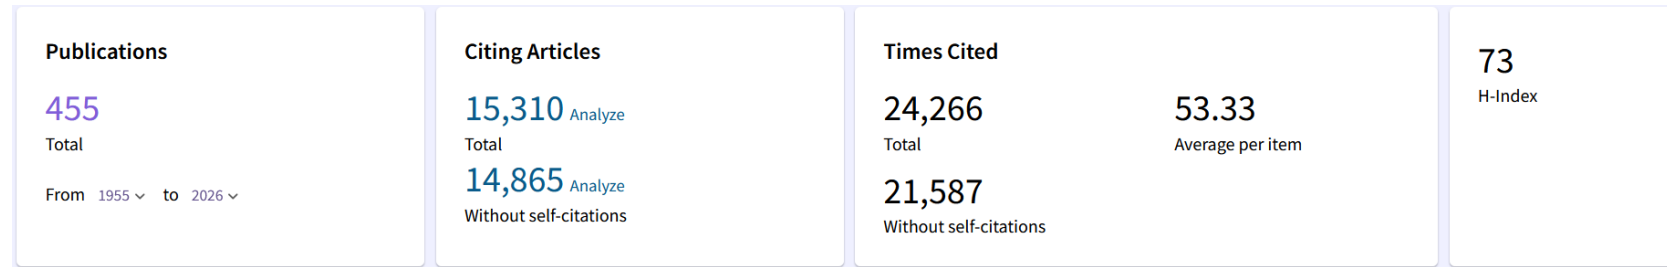 Publications
455
Total
From 1955 to 2026
Citing Articles
15,310 Analyze
Total
14,865 Analyze
Without self-citations
Times Cited
24,266
Total
53.33
Average per item
21,587
Without self-citations
73
H-Index